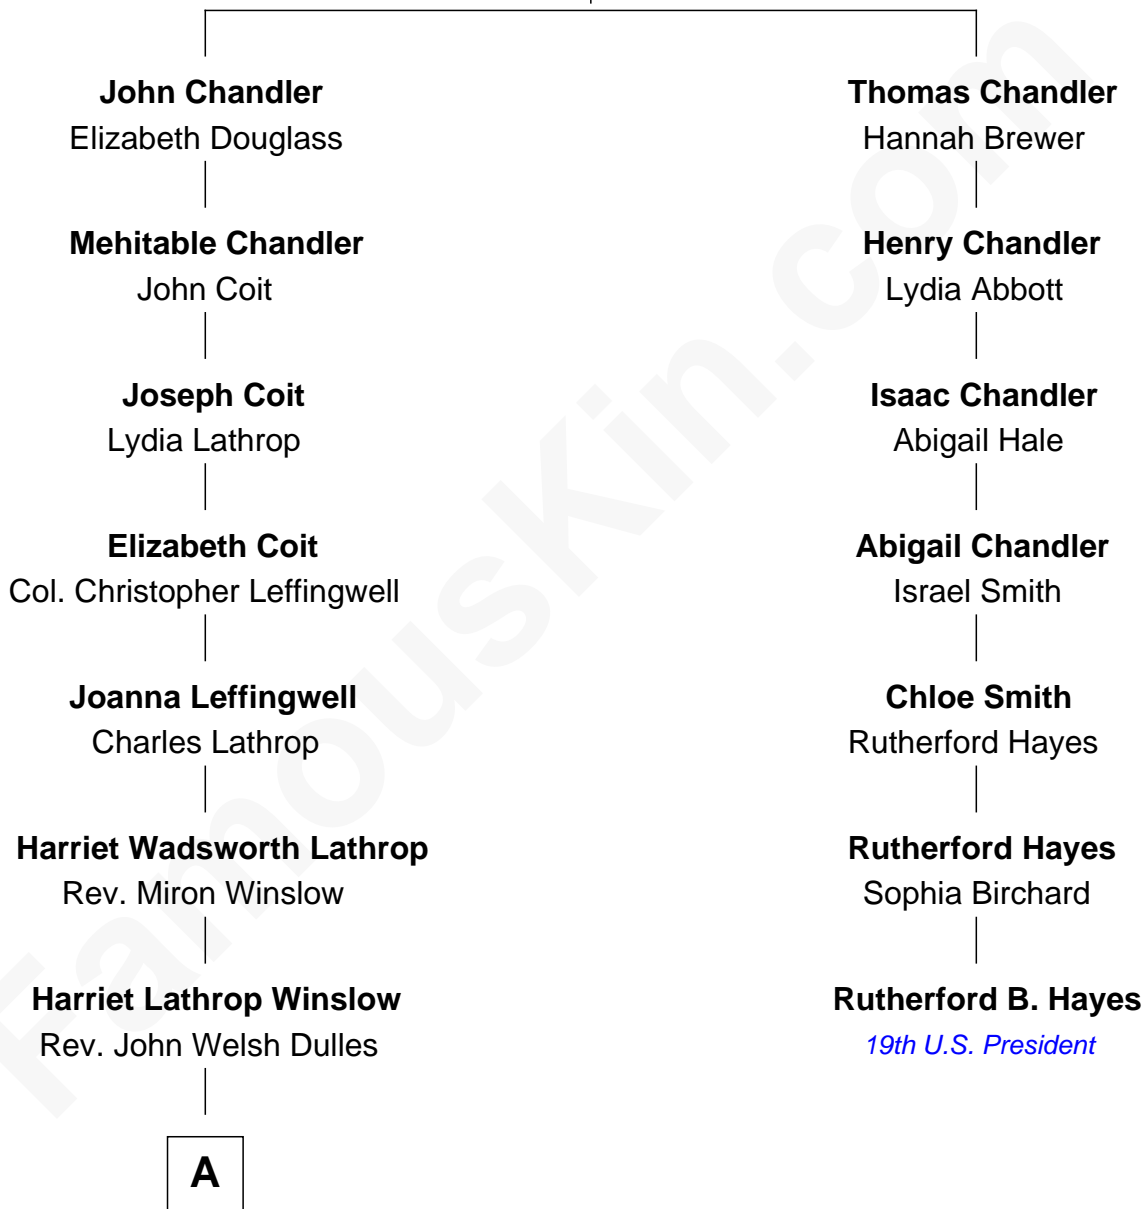 John Chandler
Elizabeth Douglass
Thomas Chandler
Hannah Brewer
Mehitable Chandler
John Coit
Henry Chandler
Lydia Abbott
Joseph Coit
Lydia Lathrop
Isaac Chandler
Abigail Hale
Elizabeth Coit
Col. Christopher Leffingwell
Abigail Chandler
Israel Smith
Joanna Leffingwell
Charles Lathrop
Chloe Smith
Rutherford Hayes
Harriet Wadsworth Lathrop
Rev. Miron Winslow
Rutherford Hayes
Sophia Birchard
Harriet Lathrop Winslow
Rev. John Welsh Dulles
Rutherford B. Hayes
19th U.S. President
A
FamousKin.com